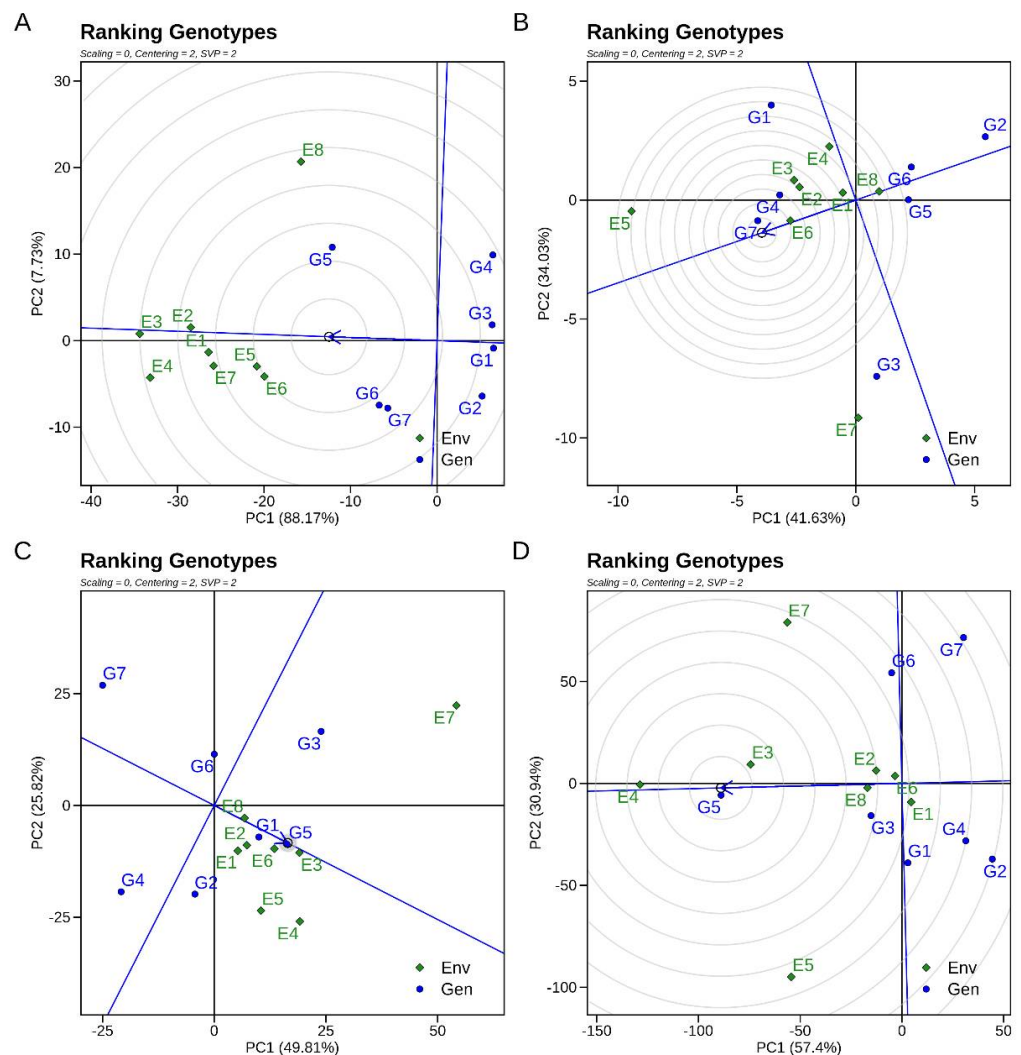 A
Ranking Genotypes
Scaling = 0, Centering = 2, SVP = 2
30
20
10
0
-10
PC2 (7.73%)
E8
G5
G4
G3
E3
E2
E1
G1
E4
E7
E5
E6
G6
G7
G2
Env
Gen
-40
-30
-20
-10
0
PC1 (88.17%)
B
Ranking Genotypes
Scaling = 0, Centering = 2, SVP = 2
5
0
-5
-10
PC2 (34.03%)
G1
G2
E4
E3
E8
G6
E2
E1
G4
G5
E5
G7
E6
G3
E7
Env
Gen
-10
-5
0
5
PC1 (41.63%)
C
Ranking Genotypes
Scaling = 0, Centering = 2, SVP = 2
25
0
-25
PC2 (25.82%)
G7
E7
G3
G6
E8
G1
G5
E2
E1
E6
E3
G4
G2
E5
E4
Env
Gen
-25
0
25
50
PC1 (49.81%)
D
Ranking Genotypes
Scaling = 0, Centering = 2, SVP = 2
50
0
-50
-100
PC2 (30.94%)
E7
G7
G6
E3
E2
E4
G5
E8
E6
E1
G3
G4
G1
G2
E5
Env
Gen
-150
-100
-50
0
50
PC1 (57.4%)